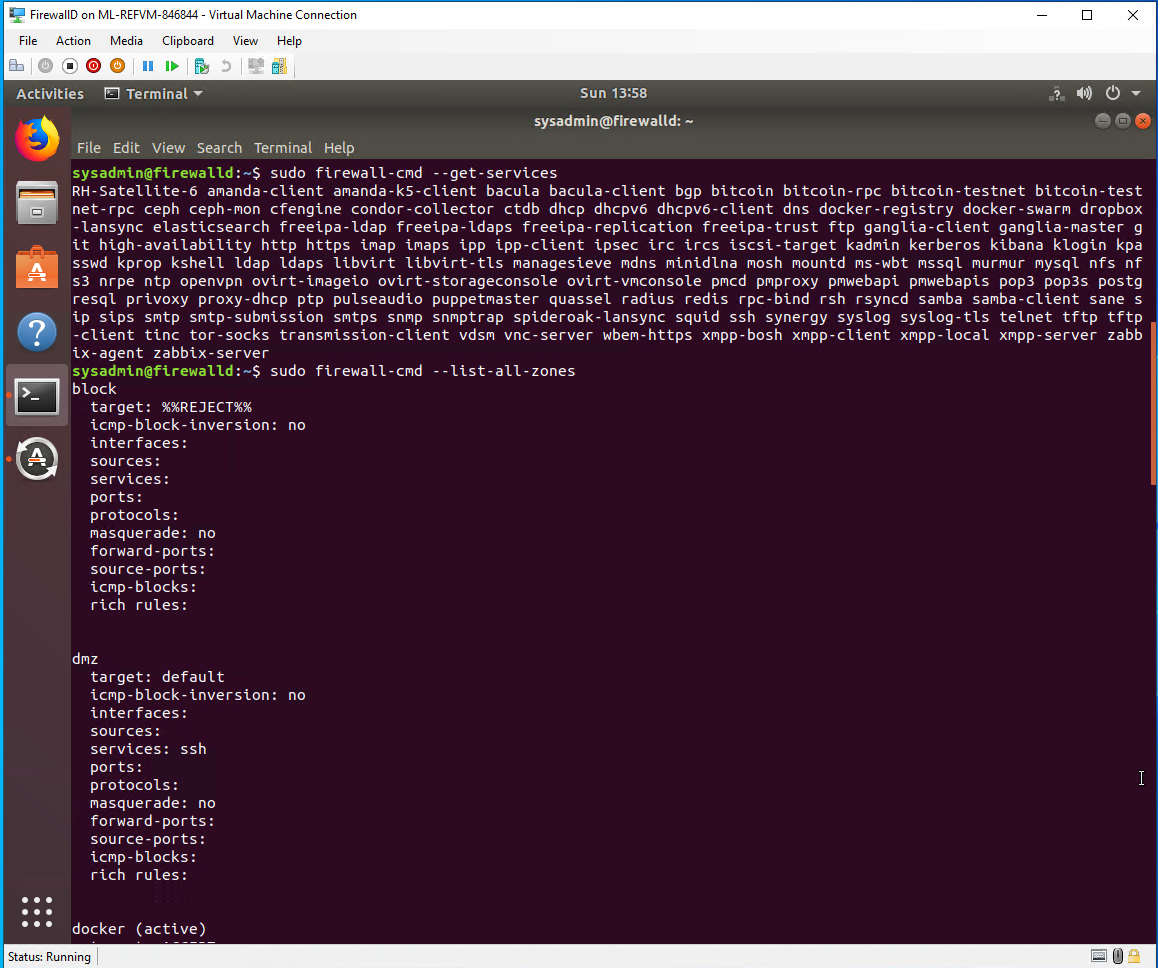 FirewallD on ML-REFVM-846844 - Virtual Machine Connection
File Action Media Clipboard View Help
Activities Terminal Sun 13:58
sysadmin@firewalld: ~
File Edit View Search Terminal Help
sysadmin@firewalld:~$ sudo firewall-cmd --get-services
RH-Satellite-6 amanda-client amanda-k5-client bacula bacula-client bgp bitcoin bitcoin-rpc bitcoin-testnet bitcoin-test
net-rpc ceph ceph-mon cfengine condor-collector ctdb dhcp dhcpv6 dhcpv6-client dns docker-registry docker-swarm dropbox
-lansync elasticsearch freeipa-ldap freeipa-ldaps freeipa-replication freeipa-trust ftp ganglia-client ganglia-master g
it high-availability http https imap imaps ipp ipp-client ipsec irc ircs iscsi-target kadmin kerberos kibana klogin kpa
sswd kprop kshell ldap ldaps libvirt libvirt-tls managesieve mdns minidlna mosh mountd ms-wbt mssql murmur mysql nfs nf
s3 nrpe ntp openvpn ovirt-imageio ovirt-storageconsole ovirt-vmconsole pmcd pmproxy pmwebapi pmwebapis pop3 pop3s postg
resql privoxy proxy-dhcp ptp pulseaudio puppetmaster quassel radius redis rpc-bind rsh rsyncd samba samba-client sane s
ip sips smtp smtp-submission smtps snmp snmptrap spideroak-lansync squid ssh synergy syslog syslog-tls telnet tftp tftp
-client tinc tor-socks transmission-client vdsm vnc-server wbem-https xmpp-bosh xmpp-client xmpp-local xmpp-server zabb
ix-agent zabbix-server
sysadmin@firewalld:~$ sudo firewall-cmd --list-all-zones
block
target: %%REJECT%%
icmp-block-inversion: no
interfaces:
sources:
services:
ports:
protocols:
masquerade: no
forward-ports:
source-ports:
icmp-blocks:
rich rules:
dmz
target: default
icmp-block-inversion: no
interfaces:
sources:
services: ssh
ports:
protocols:
masquerade: no
forward-ports:
source-ports:
icmp-blocks:
rich rules:
docker (active)
Status: Running